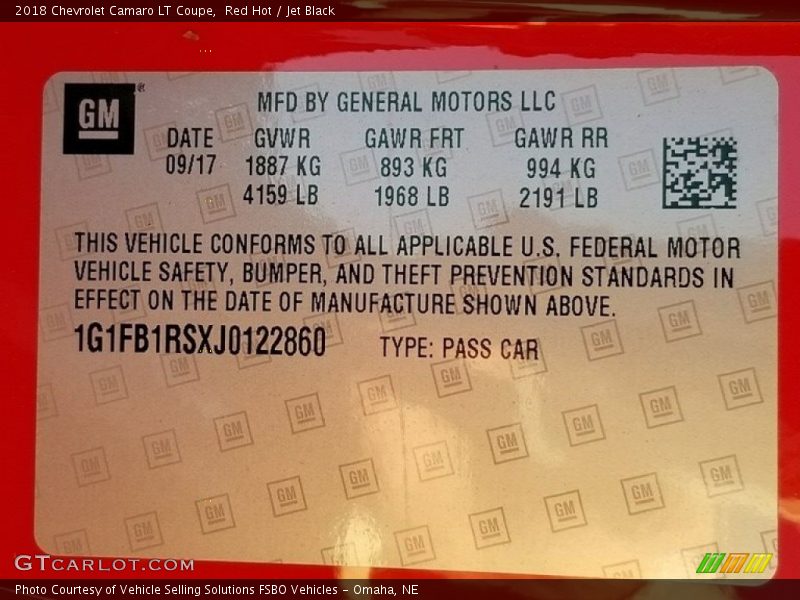 2018 Chevrolet Camaro LT Coupe,  Red Hot / Jet Black
GM®
MFD BY GENERAL MOTORS LLC
DATE GVWR GAWR FRT GAWR RR
09/17 1887 KG 893 KG 994 KG
4159 LB 1968 LB 2191 LB
THIS VEHICLE CONFORMS TO ALL APPLICABLE U.S. FEDERAL MOTOR
VEHICLE SAFETY, BUMPER, AND THEFT PREVENTION STANDARDS IN
EFFECT ON THE DATE OF MANUFACTURE SHOWN ABOVE.
1G1FB1RSXJ0122860 TYPE: PASS CAR
GTCARLOT.COM
Photo Courtesy of Vehicle Selling Solutions FSBO Vehicles - Omaha, NE